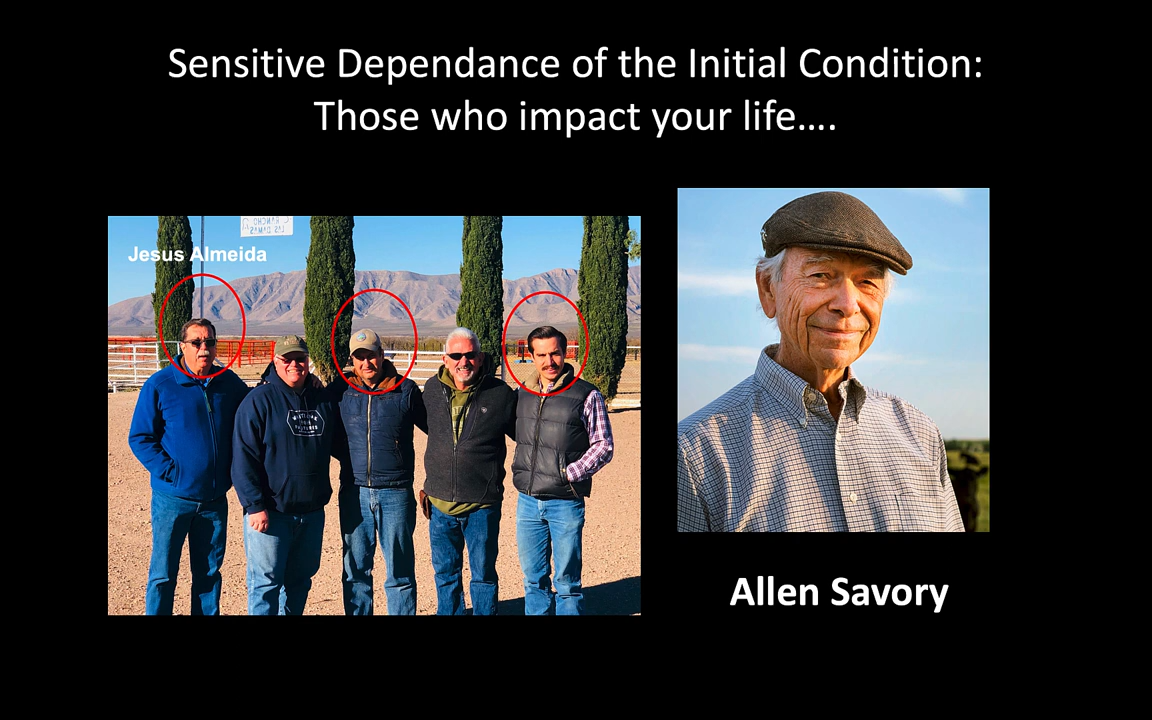 Sensitive Dependance of the Initial Condition:
Those who impact your life....
Jesus Almeida
Allen Savory